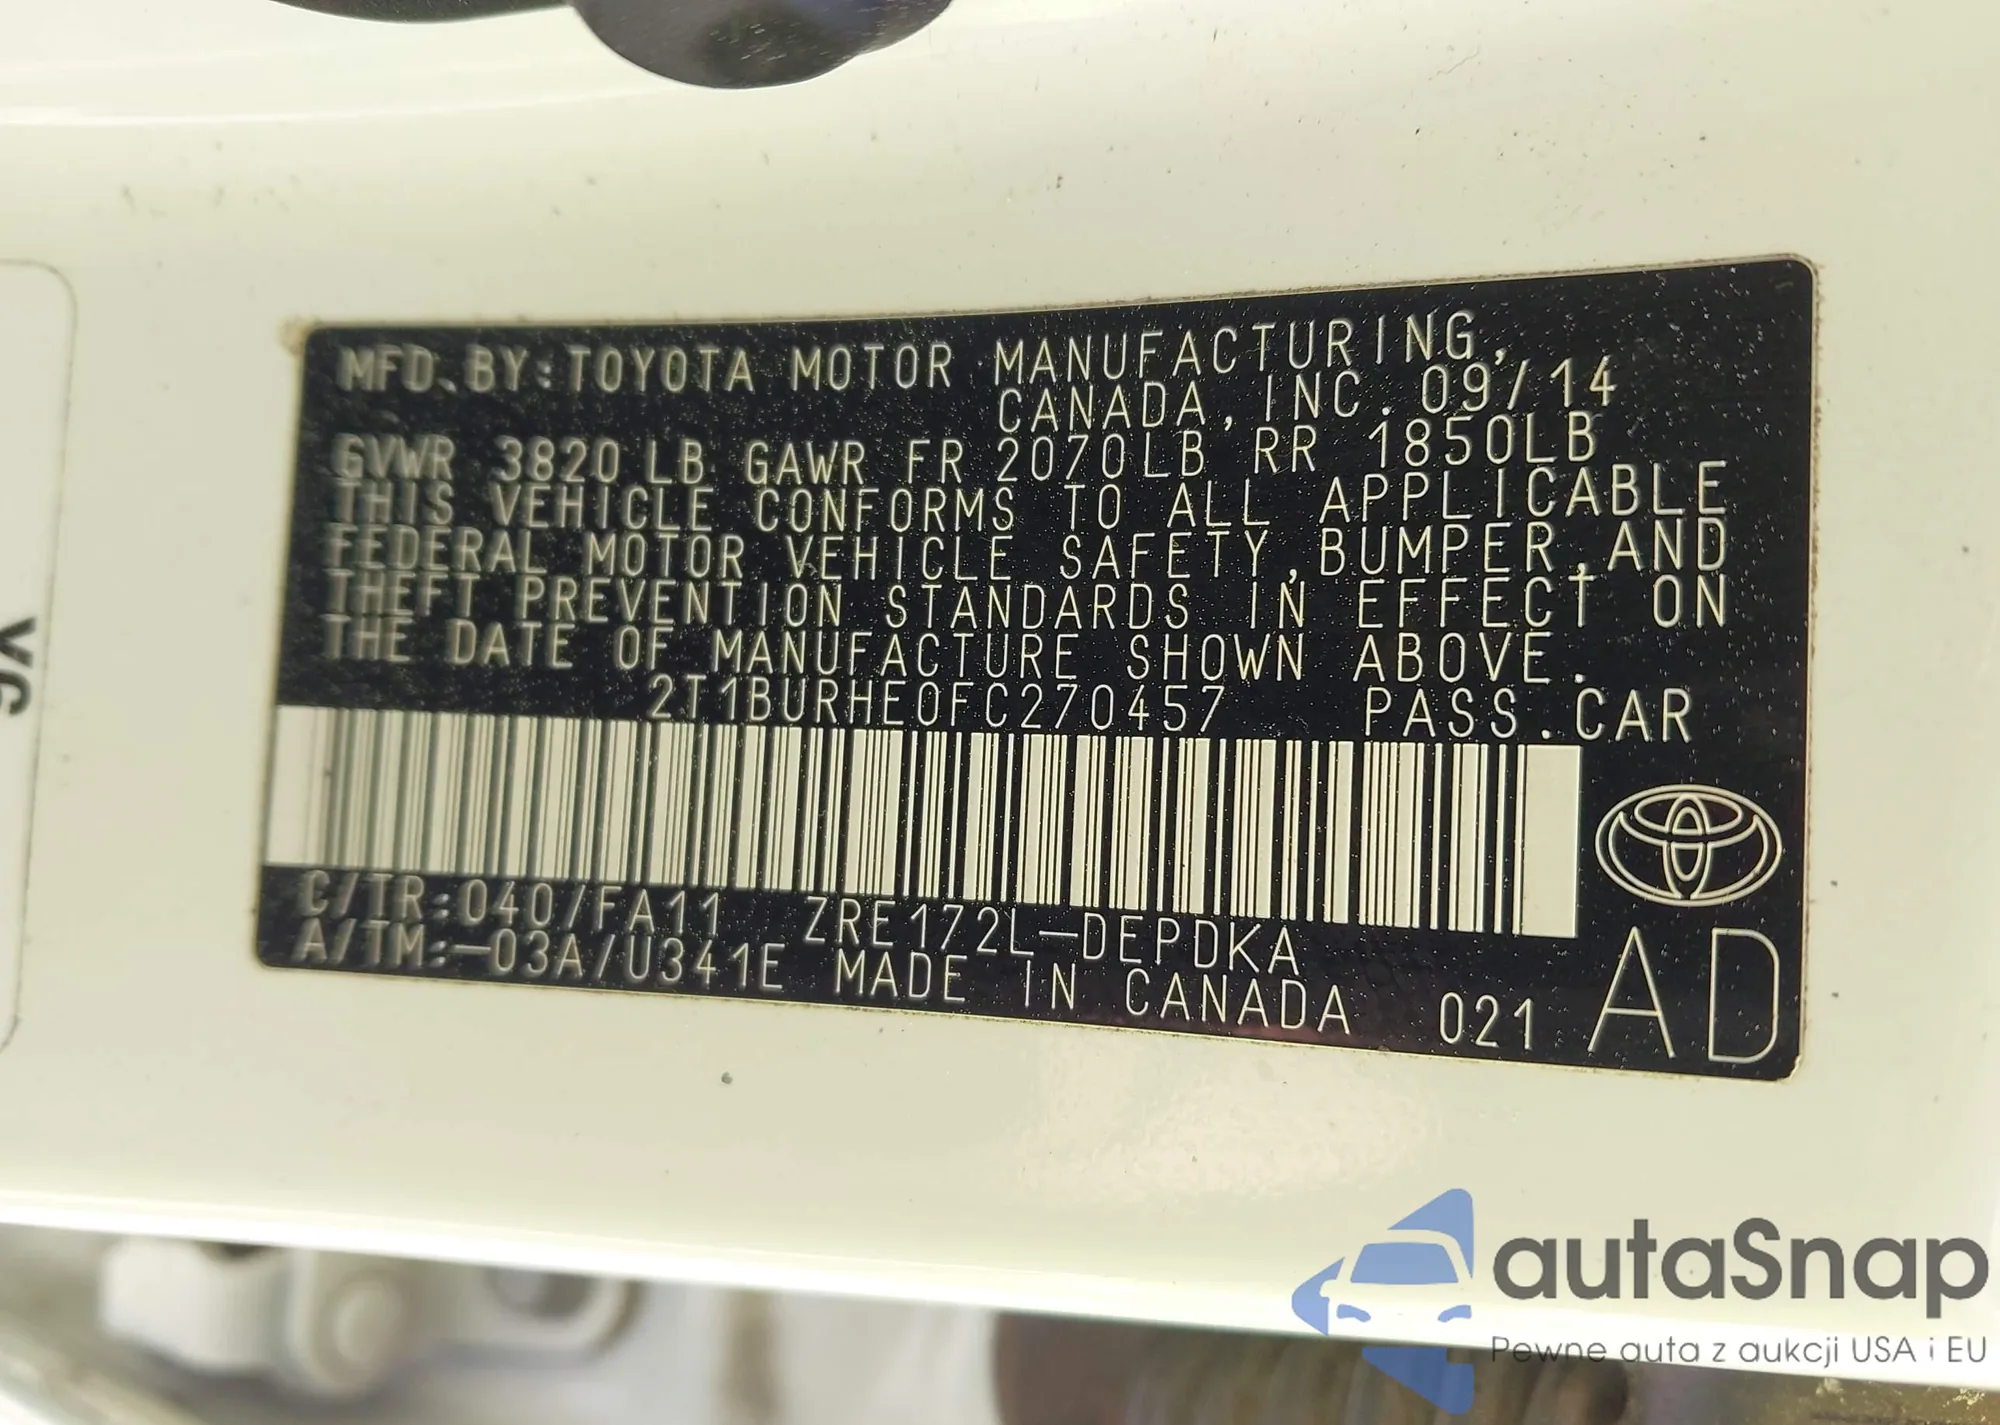 MFD. BY: TOYOTA MOTOR MANUFACTURING,
CANADA, INC. 09/14
GVWR 3820 LB GAWR FR 2070LB RR 1850LB
THIS VEHICLE CONFORMS TO ALL APPLICABLE
FEDERAL MOTOR VEHICLE SAFETY, BUMPER, AND
THEFT PREVENTION STANDARDS IN EFFECT ON
THE DATE OF MANUFACTURE SHOWN ABOVE.
2T1BURHE0FC270457 PASS. CAR
C/TR:040/FA11 ZRE172L-DEPDKA
A/TM:-03A/U341E MADE IN CANADA 021 AD
autaSnap
Pewne auta z aukcji USA i EU